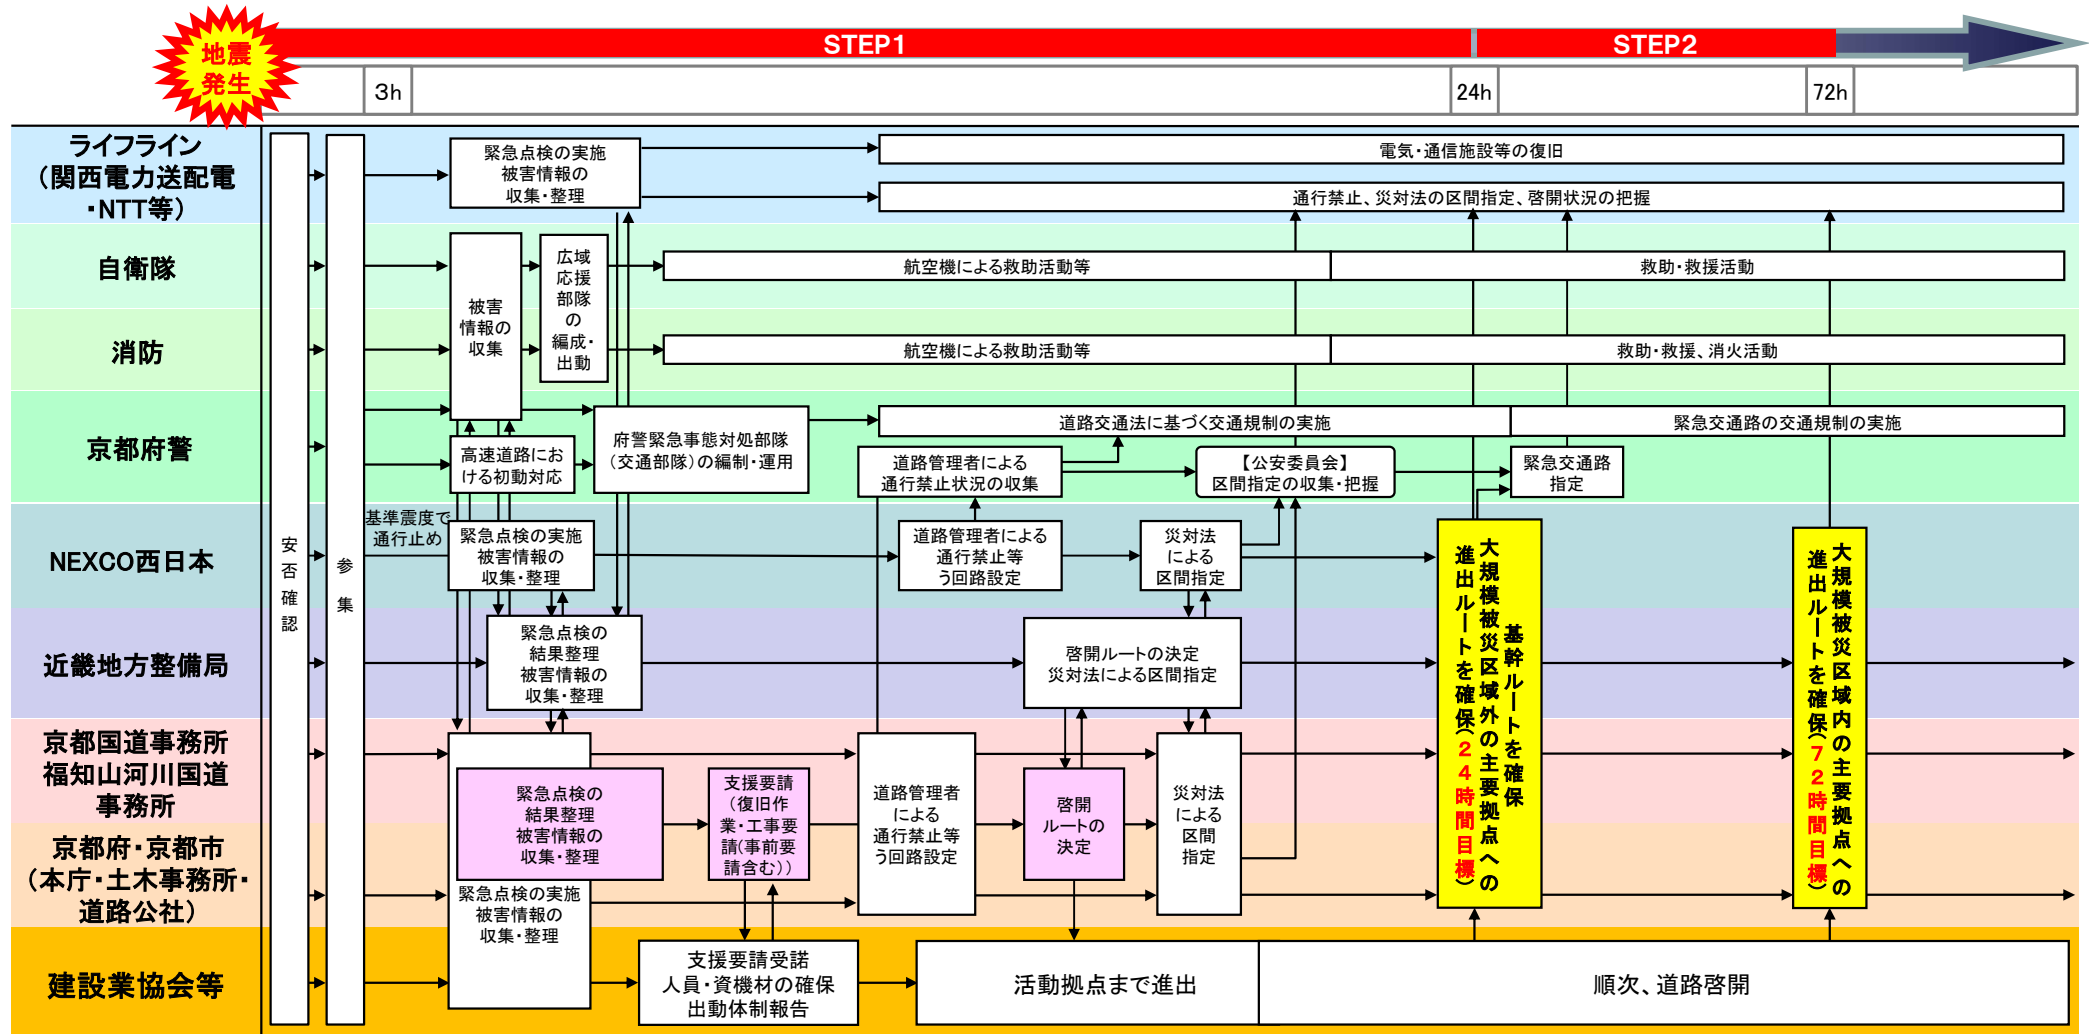 地震
発生
STEP1
STEP2
3h
24h
72h
ライフライン
（関西電力送配電
・NTT等）
自衛隊
消防
京都府警
NEXCO西日本
近畿地方整備局
京都国道事務所
福知山河川国道
事務所
京都府・京都市
（本庁・土木事務所・
道路公社）
建設業協会等
安否確認
参集
緊急点検の実施
被害情報の
収集・整理
電気・通信施設等の復旧
通行禁止、災対法の区間指定、啓開状況の把握
被害
情報の
収集
広域
応援
部隊
の
編成・
出動
航空機による救助活動等
救助・救援活動
航空機による救助活動等
救助・救援、消火活動
高速道路にお
ける初動対応
府警緊急事態対処部隊
（交通部隊）の編制・運用
道路交通法に基づく交通規制の実施
緊急交通路の交通規制の実施
道路管理者による
通行禁止状況の収集
【公安委員会】
区間指定の収集・把握
緊急交通路
指定
基準震度で
通行止め
緊急点検の実施
被害情報の
収集・整理
道路管理者による
通行禁止等
う回路設定
災対法
による
区間指定
緊急点検の
結果整理
被害情報の
収集・整理
啓開ルートの決定
災対法による区間指定
緊急点検の
結果整理
被害情報の
収集・整理
支援要請
（復旧作
業・工事要
請(事前要
請含む））
緊急点検の実施
被害情報の
収集・整理
道路管理者
による
通行禁止等
う回路設定
啓開
ルートの
決定
災対法
による
区間
指定
基幹ルートを確保
大規模被災区域外の主要拠点への
進出ルートを確保（24時間目標）
大規模被災区域内の主要拠点への
進出ルートを確保（72時間目標）
支援要請受諾
人員・資機材の確保
出動体制報告
活動拠点まで進出
順次、道路啓開